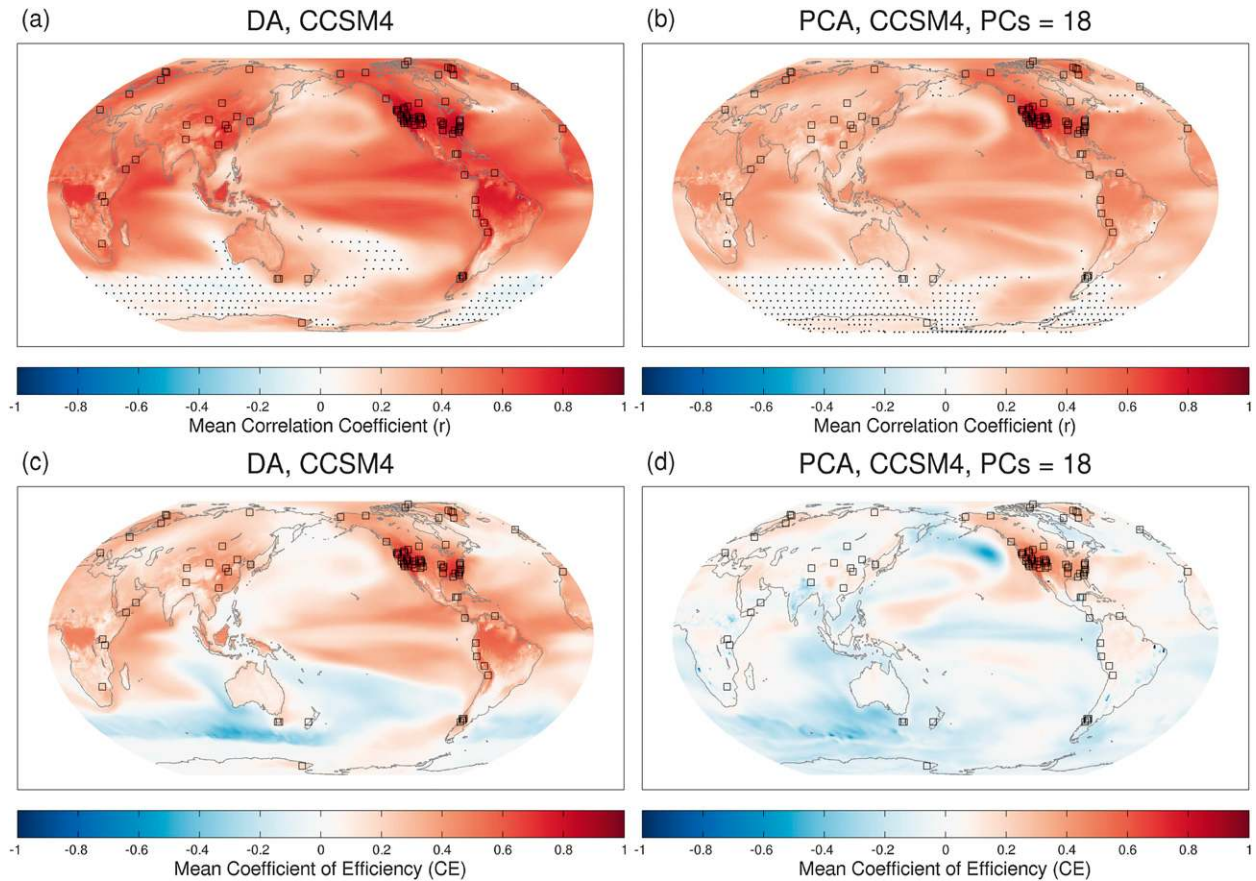 (a) DA, CCSM4
(b) PCA, CCSM4, PCs = 18
-1 -0.8 -0.6 -0.4 -0.2 0 0.2 0.4 0.6 0.8 1
Mean Correlation Coefficient (r)
-1 -0.8 -0.6 -0.4 -0.2 0 0.2 0.4 0.6 0.8 1
Mean Correlation Coefficient (r)
(c) DA, CCSM4
(d) PCA, CCSM4, PCs = 18
-1 -0.8 -0.6 -0.4 -0.2 0 0.2 0.4 0.6 0.8 1
Mean Coefficient of Efficiency (CE)
-1 -0.8 -0.6 -0.4 -0.2 0 0.2 0.4 0.6 0.8 1
Mean Coefficient of Efficiency (CE)